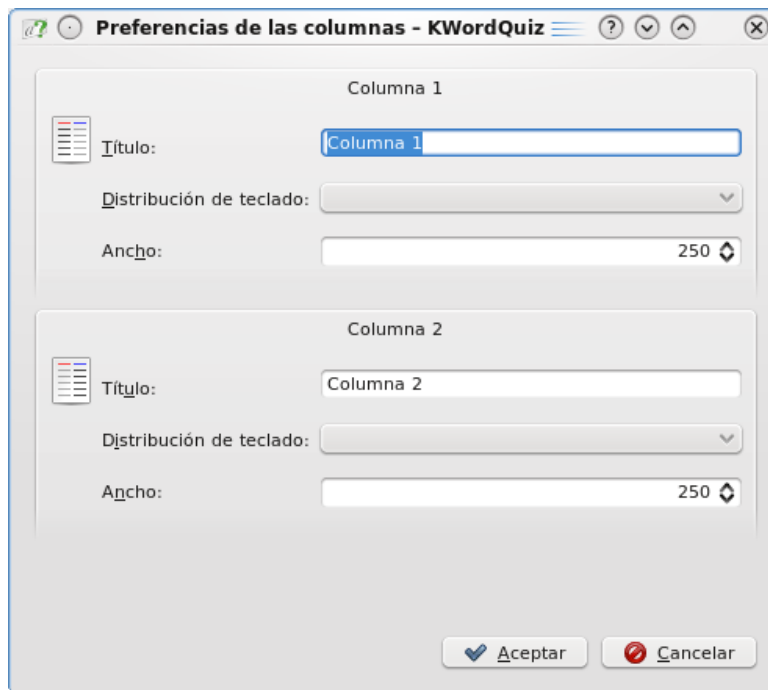 Preferencias de las columnas – KWordQuiz
Columna 1
Título: Columna 1
Distribución de teclado:
Ancho: 250
Columna 2
Título: Columna 2
Distribución de teclado:
Ancho: 250
Aceptar Cancelar